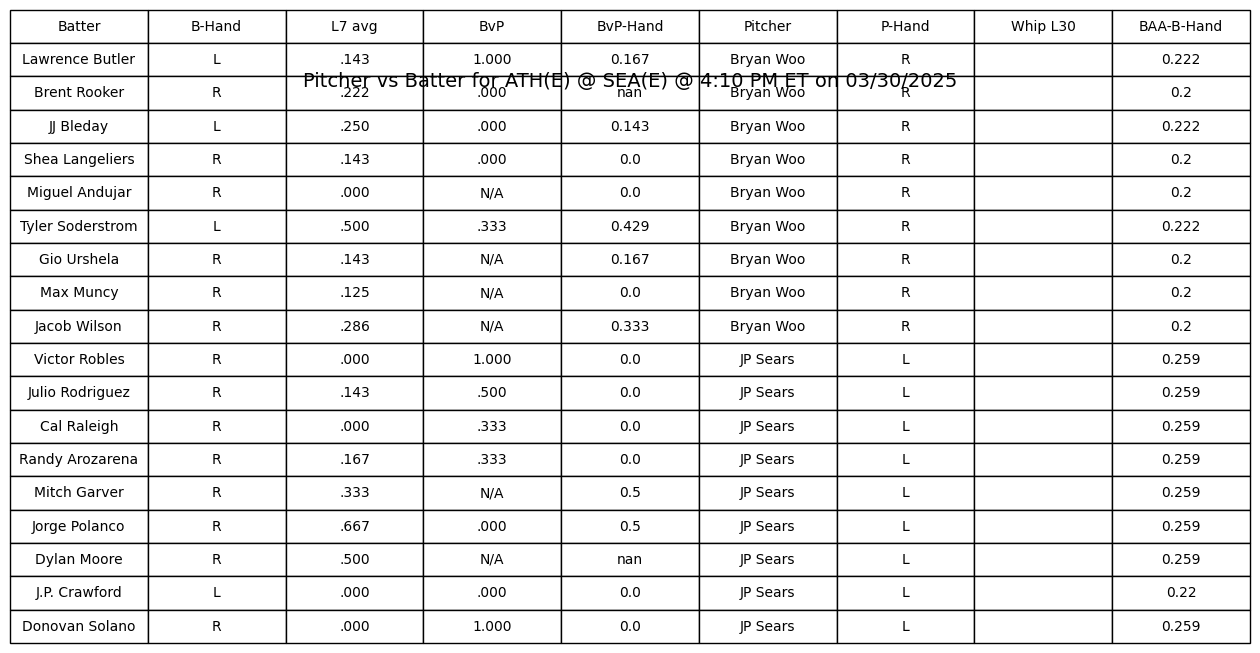 Batter B-Hand L7 avg BvP BvP-Hand Pitcher P-Hand Whip L30 BAA-B-Hand
Lawrence Butler L .143 1.000 0.167 Bryan Woo R 0.222
Pitcher vs Batter for ATH(E) @ SEA(E) @ 4:10 PM ET on 03/30/2025
Brent Rooker R .222 .000 nan Bryan Woo R 0.2
JJ Bleday L .250 .000 0.143 Bryan Woo R 0.222
Shea Langeliers R .143 .000 0.0 Bryan Woo R 0.2
Miguel Andujar R .000 N/A 0.0 Bryan Woo R 0.2
Tyler Soderstrom L .500 .333 0.429 Bryan Woo R 0.222
Gio Urshela R .143 N/A 0.167 Bryan Woo R 0.2
Max Muncy R .125 N/A 0.0 Bryan Woo R 0.2
Jacob Wilson R .286 N/A 0.333 Bryan Woo R 0.2
Victor Robles R .000 1.000 0.0 JP Sears L 0.259
Julio Rodriguez R .143 .500 0.0 JP Sears L 0.259
Cal Raleigh R .000 .333 0.0 JP Sears L 0.259
Randy Arozarena R .167 .333 0.0 JP Sears L 0.259
Mitch Garver R .333 N/A 0.5 JP Sears L 0.259
Jorge Polanco R .667 .000 0.5 JP Sears L 0.259
Dylan Moore R .500 N/A nan JP Sears L 0.259
J.P. Crawford L .000 .000 0.0 JP Sears L 0.22
Donovan Solano R .000 1.000 0.0 JP Sears L 0.259